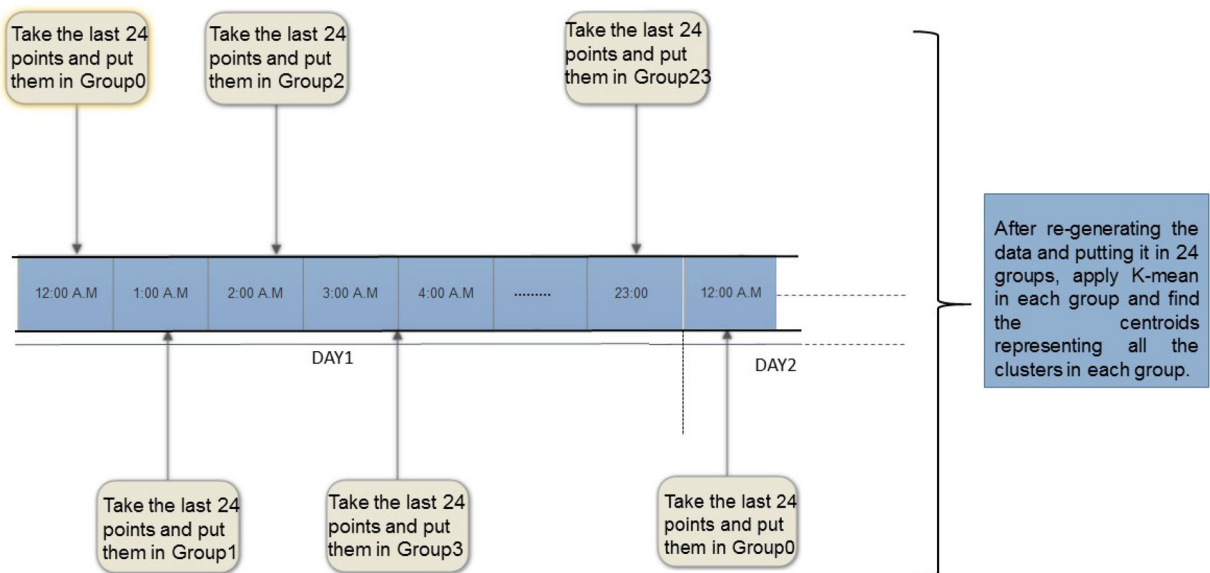 Take the last 24
points and put
them in Group0
Take the last 24
points and put
them in Group2
Take the last 24
points and put
them in Group23
12:00 A.M
1:00 A.M
2:00 A.M
3:00 A.M
4:00 A.M
.........
23:00
12:00 A.M
DAY1
DAY2
Take the last 24
points and put
them in Group1
Take the last 24
points and put
them in Group3
Take the last 24
points and put
them in Group0
After re-generating the
data and putting it in 24
groups, apply K-mean
in each group and find
the centroids
representing all the
clusters in each group.